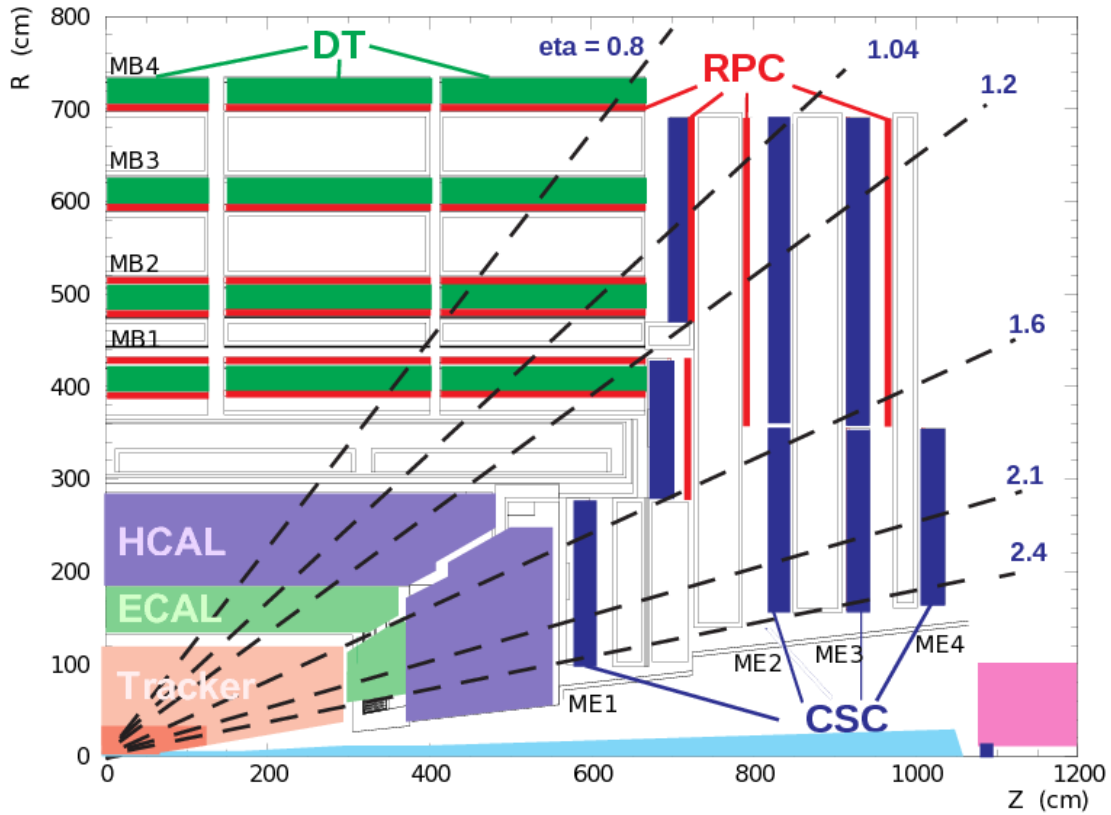 R (cm)
800
700
600
500
400
300
200
100
0
DT
eta = 0.8
1.04
1.2
1.6
2.1
2.4
RPC
MB4
MB3
MB2
MB1
HCAL
ECAL
Tracker
ME1
ME2
ME3
ME4
CSC
0
200
400
600
800
1000
1200
Z (cm)